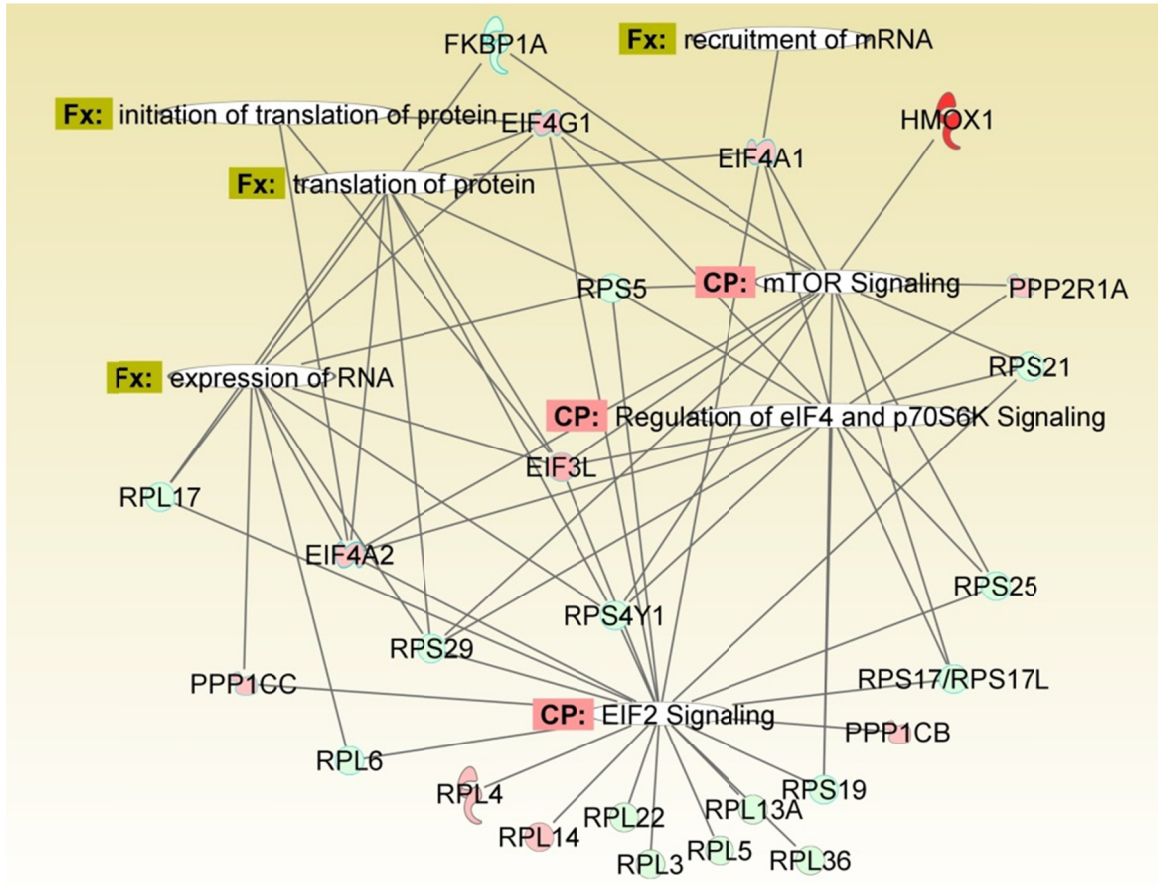 FKBP1A
Fx: recruitment of mRNA
Fx: initiation of translation of protein
EIF4G1
HMOX1
EIF4A1
Fx: translation of protein
RPS5
CP: mTOR Signaling
PPP2R1A
RPS21
Fx: expression of RNA
CP: Regulation of eIF4 and p70S6K Signaling
EIF3L
RPL17
EIF4A2
RPS25
RPS4Y1
RPS29
RPS17/RPS17L
PPP1CC
CP: EIF2 Signaling
PPP1CB
RPL6
RPL4
RPS19
RPL13A
RPL22
RPL14
RPL5
RPL3
RPL36